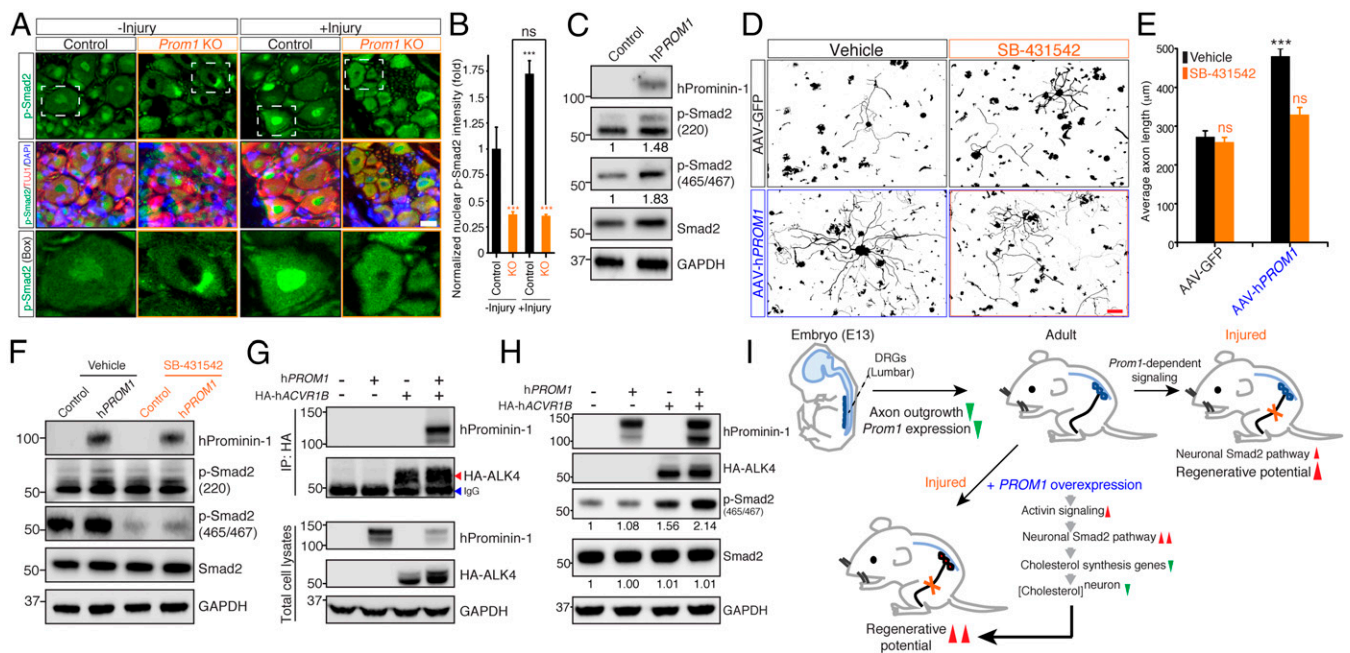 A
-Injury
+Injury
Control
Prom1 KO
Control
Prom1 KO
p-Smad2
p-Smad2/TUJ1/DAPI
p-Smad2 (Box)
B
ns
Normalized nuclear p-Smad2 intensity (fold)
1.75
1.5
1.25
1
0.75
0.5
0.25
0
***
***
***
Control
KO
Control
KO
-Injury
+Injury
C
Control
hPROM1
100
hProminin-1
50
p-Smad2
(220)
1
1.48
50
p-Smad2
(465/467)
1
1.83
50
Smad2
37
GAPDH
D
Vehicle
SB-431542
AAV-GFP
AAV-hPROM1
E
Average axon length (μm)
500
400
300
200
100
0
Vehicle
SB-431542
ns
***
ns
AAV-GFP
AAV-hPROM1
F
Vehicle
SB-431542
Control
hPROM1
Control
hPROM1
100
hProminin-1
50
p-Smad2
(220)
50
p-Smad2
(465/467)
50
Smad2
37
GAPDH
G
hPROM1 - + - +
HA-hACVR1B - - + +
IP: HA
150
100
hProminin-1
50
HA-ALK4
IgG
Total cell lysates
150
100
hProminin-1
50
HA-ALK4
37
GAPDH
H
hPROM1 - + - +
HA-hACVR1B - - + +
150
100
hProminin-1
50
HA-ALK4
50
p-Smad2
(465/467)
1 1.08 1.56 2.14
50
Smad2
1 1.00 1.01 1.01
37
GAPDH
I
Embryo (E13)
DRGs
(Lumbar)
Axon outgrowth
Prom1 expression
Adult
Prom1-dependent
signaling
Injured
Neuronal Smad2 pathway
Regenerative potential
Injured
+ PROM1 overexpression
Activin signaling
Neuronal Smad2 pathway
Cholesterol synthesis genes
[Cholesterol]neuron
Regenerative
potential